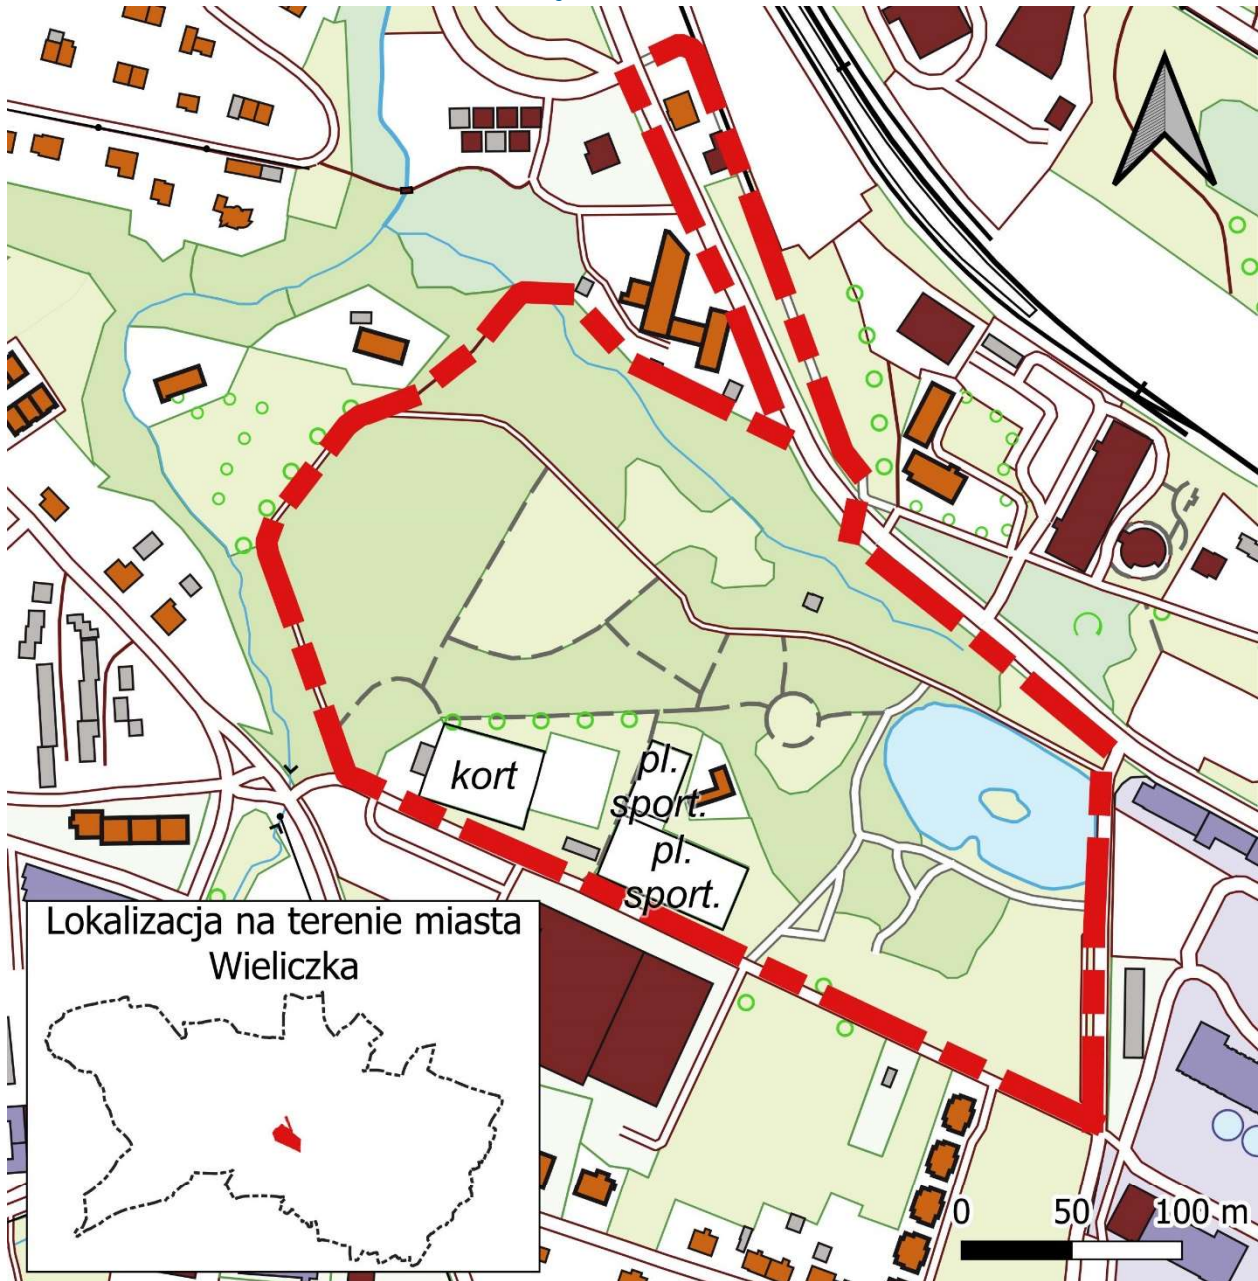 kort
pl.
sport.
pl.
sport.
Lokalizacja na terenie miasta
Wieliczka
0 50 100 m